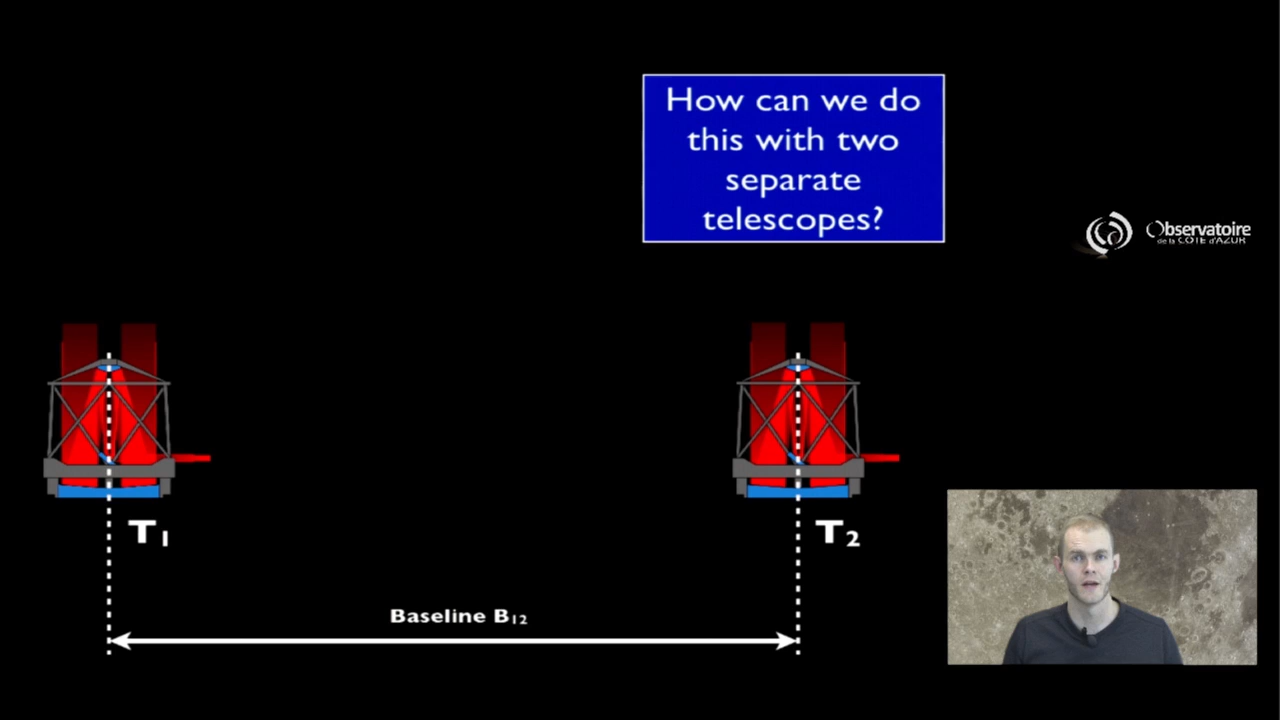 How can we do
this with two
separate
telescopes?
Observatoire
de la CÔTE d'AZUR
T₁
T₂
Baseline B₁₂